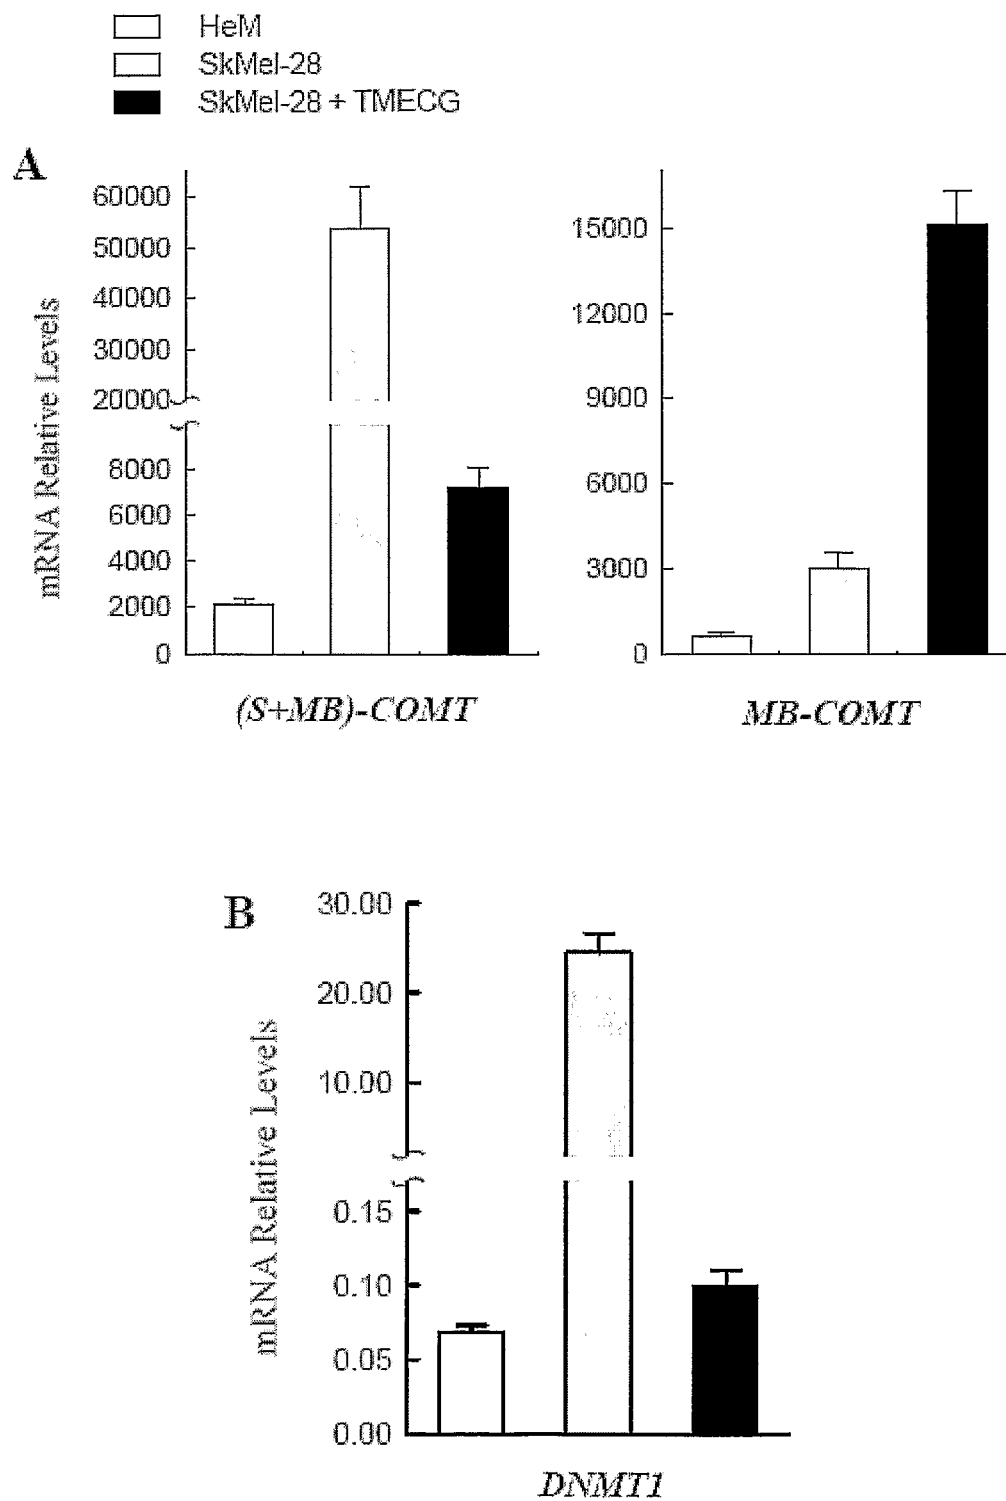 HeM
SkMel-28
SkMel-28 + TMECG
A
mRNA Relative Levels
60000
50000
40000
30000
20000
8000
6000
4000
2000
0
(S+MB)-COMT
15000
12000
9000
6000
3000
0
MB-COMT
B
mRNA Relative Levels
30.00
20.00
10.00
0.15
0.10
0.05
0.00
DNMT1